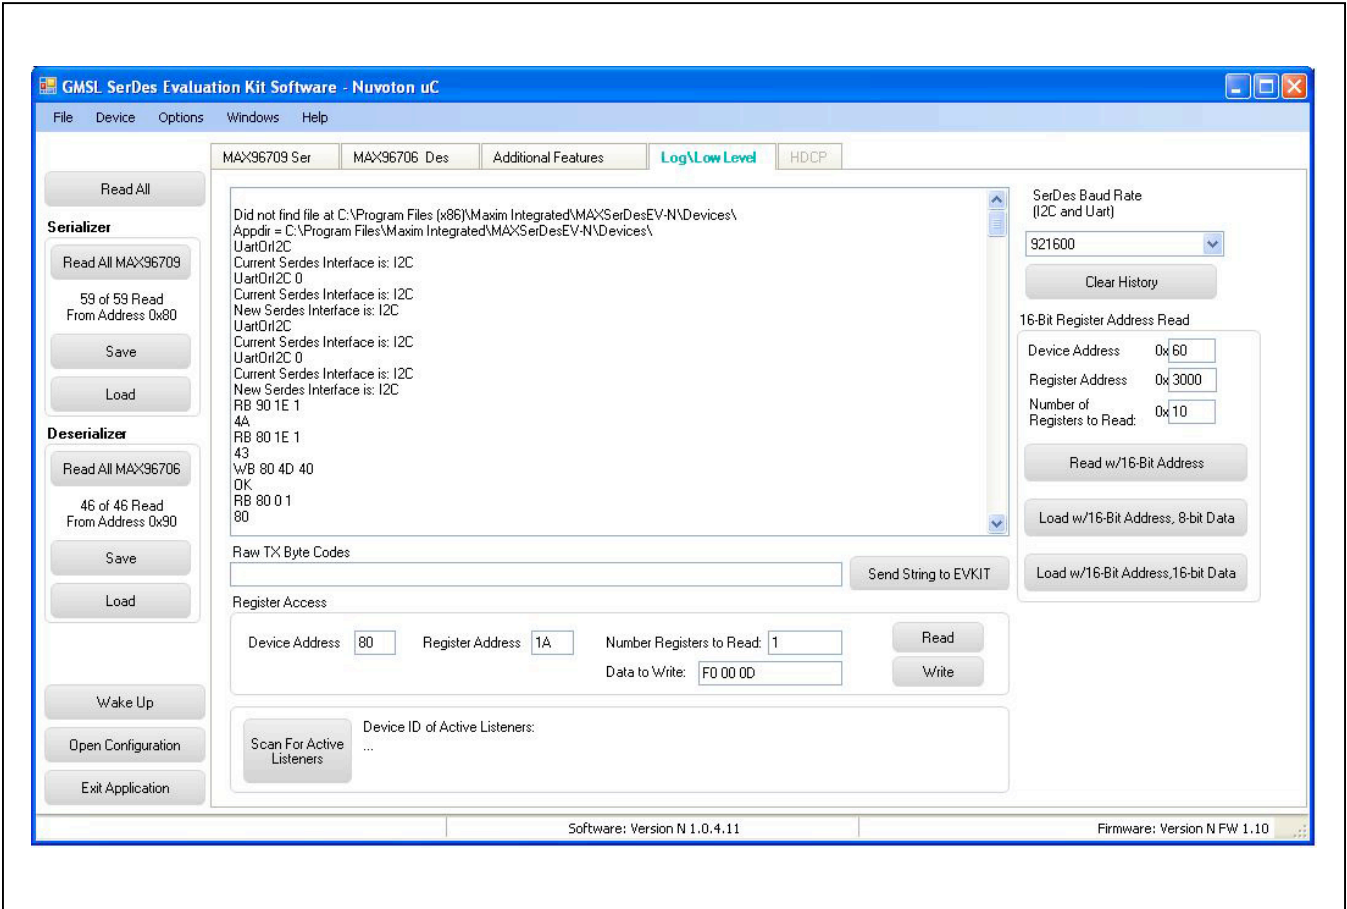 GMSL SerDes Evaluation Kit Software - Nuvoton uC
File Device Options Windows Help
MAX96709 Ser MAX96706 Des Additional Features Log\Low Level HDCP
Read All
Serializer
Read All MAX96709
59 of 59 Read
From Address 0x80
Save
Load
Deserializer
Read All MAX96706
46 of 46 Read
From Address 0x90
Save
Load
Wake Up
Open Configuration
Exit Application
Did not find file at C:\Program Files (x86)\Maxim Integrated\MAXSerDesEV-N\Devices\
Appdir = C:\Program Files\Maxim Integrated\MAXSerDesEV-N\Devices\
UartOrI2C
Current Serdes Interface is: I2C
UartOrI2C 0
Current Serdes Interface is: I2C
New Serdes Interface is: I2C
UartOrI2C
Current Serdes Interface is: I2C
UartOrI2C 0
Current Serdes Interface is: I2C
New Serdes Interface is: I2C
RB 90 1E 1
4A
RB 80 1E 1
43
WB 80 4D 40
OK
RB 80 0 1
80
Raw TX Byte Codes
Send String to EVKIT
Register Access
Device Address 80 Register Address 1A Number Registers to Read: 1 Read
Data to Write: F0 00 0D Write
Scan For Active
Listeners
Device ID of Active Listeners:
...
SerDes Baud Rate
(I2C and Uart)
921600
Clear History
16-Bit Register Address Read
Device Address 0x 60
Register Address 0x 3000
Number of
Registers to Read: 0x 10
Read w/16-Bit Address
Load w/16-Bit Address, 8-bit Data
Load w/16-Bit Address,16-bit Data
Software: Version N 1.0.4.11
Firmware: Version N FW 1.10